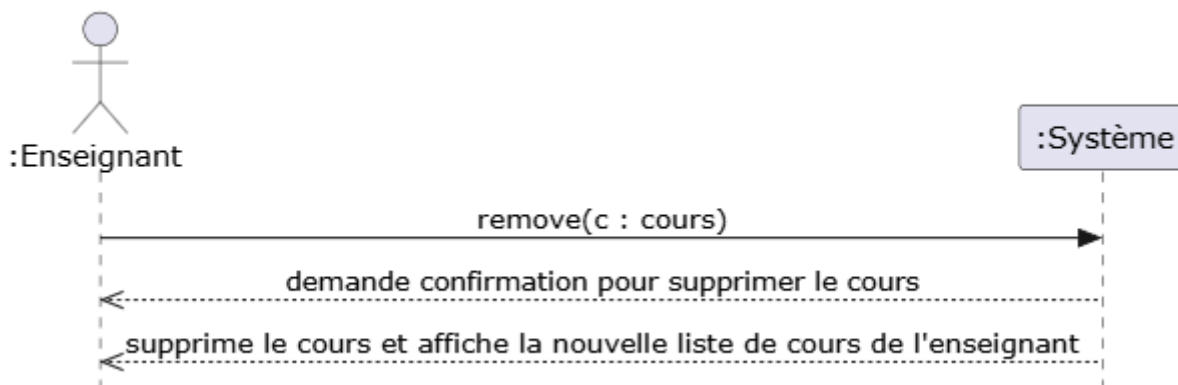 :Enseignant
:Système
remove(c : cours)
demande confirmation pour supprimer le cours
supprime le cours et affiche la nouvelle liste de cours de l'enseignant